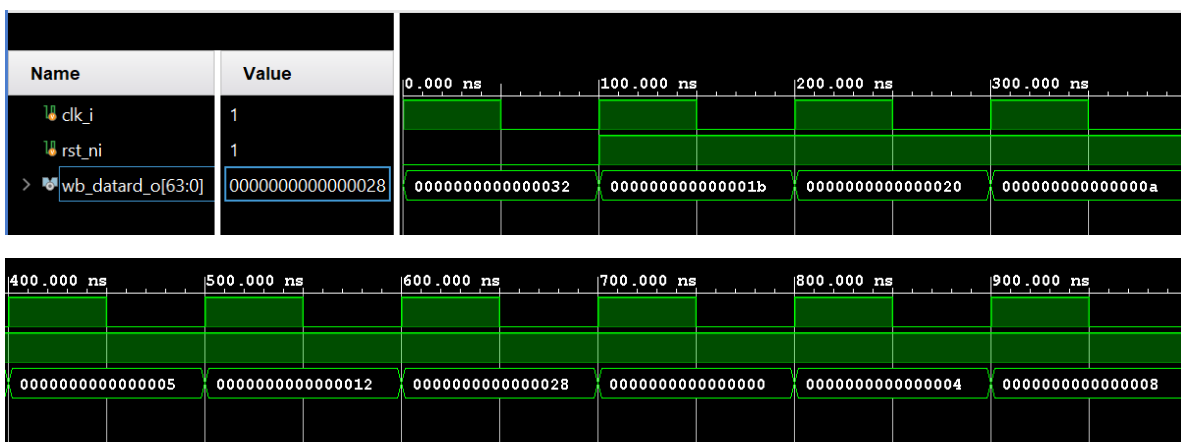 Name Value
0.000 ns 100.000 ns 200.000 ns 300.000 ns
clk_i 1
rst_ni 1
> wb_datard_o[63:0] 0000000000000028 0000000000000032 000000000000001b 0000000000000020 000000000000000a
400.000 ns 500.000 ns 600.000 ns 700.000 ns 800.000 ns 900.000 ns
0000000000000005 0000000000000012 0000000000000028 0000000000000000 0000000000000004 0000000000000008